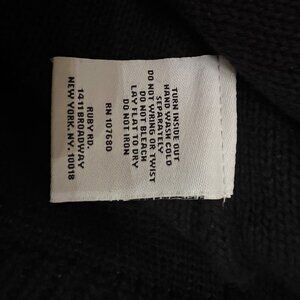 TURN INSIDE OUT
HAND WASH COLD
SEPARATELY
DO NOT WRING OR TWIST
DO NOT BLEACH
LAY FLAT TO DRY
DO NOT IRON
RN 107680
RUBY RD.
1411 BROADWAY
NEW YORK, NY. 10018